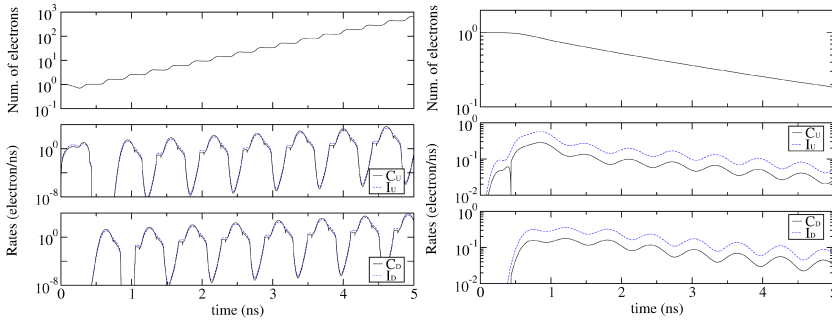 Num. of electrons
10^3
10^2
10^1
10^0
10^-1
Rates (electron/ns)
10^0
10^-8
C_U
I_U
10^0
10^-8
C_D
I_D
0 1 2 3 4 5
time (ns)
Num. of electrons
10^0
10^-1
Rates (electron/ns)
10^0
10^-1
10^-2
C_U
I_U
10^0
10^-1
10^-2
C_D
I_D
0 1 2 3 4 5
time (ns)